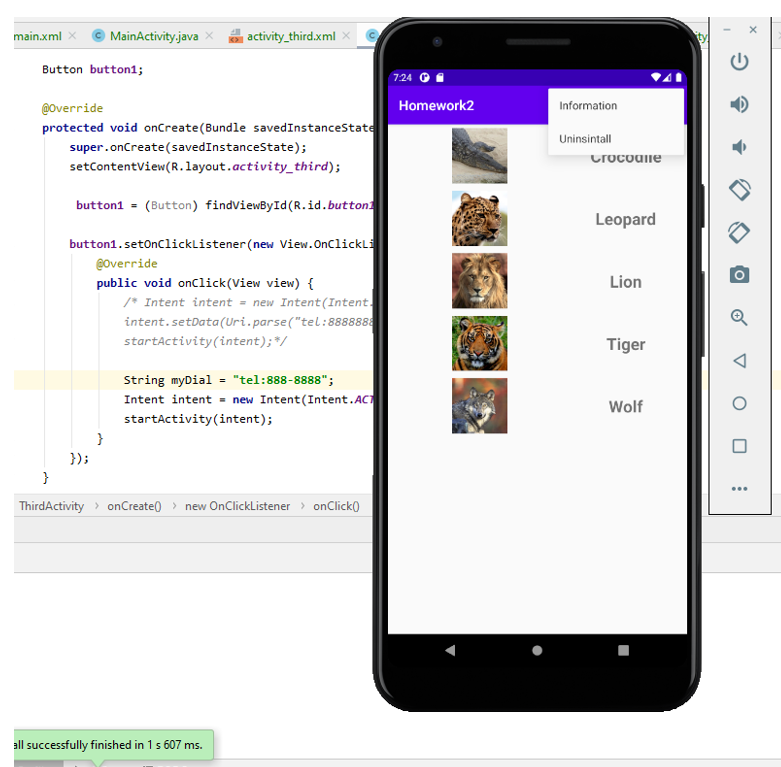 main.xml
MainActivity.java
activity_third.xml
Button button1;
@Override
protected void onCreate(Bundle savedInstanceState
super.onCreate(savedInstanceState);
setContentView(R.layout.activity_third);
button1 = (Button) findViewById(R.id.button1
button1.setOnClickListener(new View.OnClickLi
@Override
public void onClick(View view) {
/* Intent intent = new Intent(Intent.
intent.setData(Uri.parse("tel:8888888
startActivity(intent);*/
String myDial = "tel:888-8888";
Intent intent = new Intent(Intent.ACT
startActivity(intent);
}
});
}
ThirdActivity › onCreate() › new OnClickListener › onClick()
all successfully finished in 1 s 607 ms.
7:24
Homework2
Information
Uninsintall
Crocodile
Leopard
Lion
Tiger
Wolf